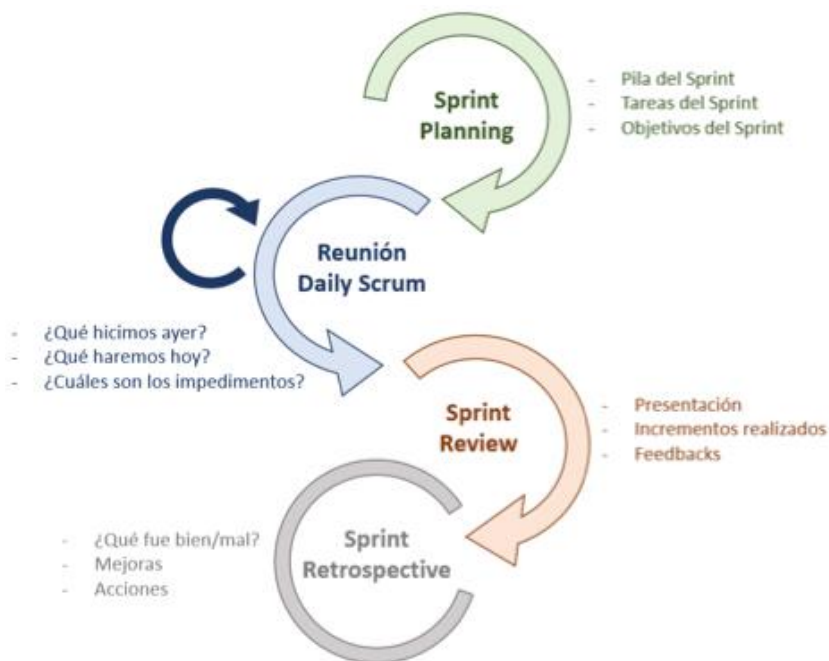 Sprint
Planning
- Pila del Sprint
- Tareas del Sprint
- Objetivos del Sprint
Reunión
Daily Scrum
- ¿Qué hicimos ayer?
- ¿Qué haremos hoy?
- ¿Cuáles son los impedimentos?
Sprint
Review
- Presentación
- Incrementos realizados
- Feedbacks
Sprint
Retrospective
- ¿Qué fue bien/mal?
- Mejoras
- Acciones